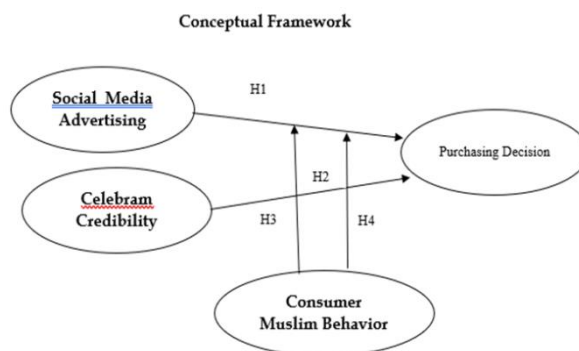 Conceptual Framework
Social Media
Advertising
H1
Purchasing Decision
Celebram
Credibility
H2
H3
H4
Consumer
Muslim Behavior